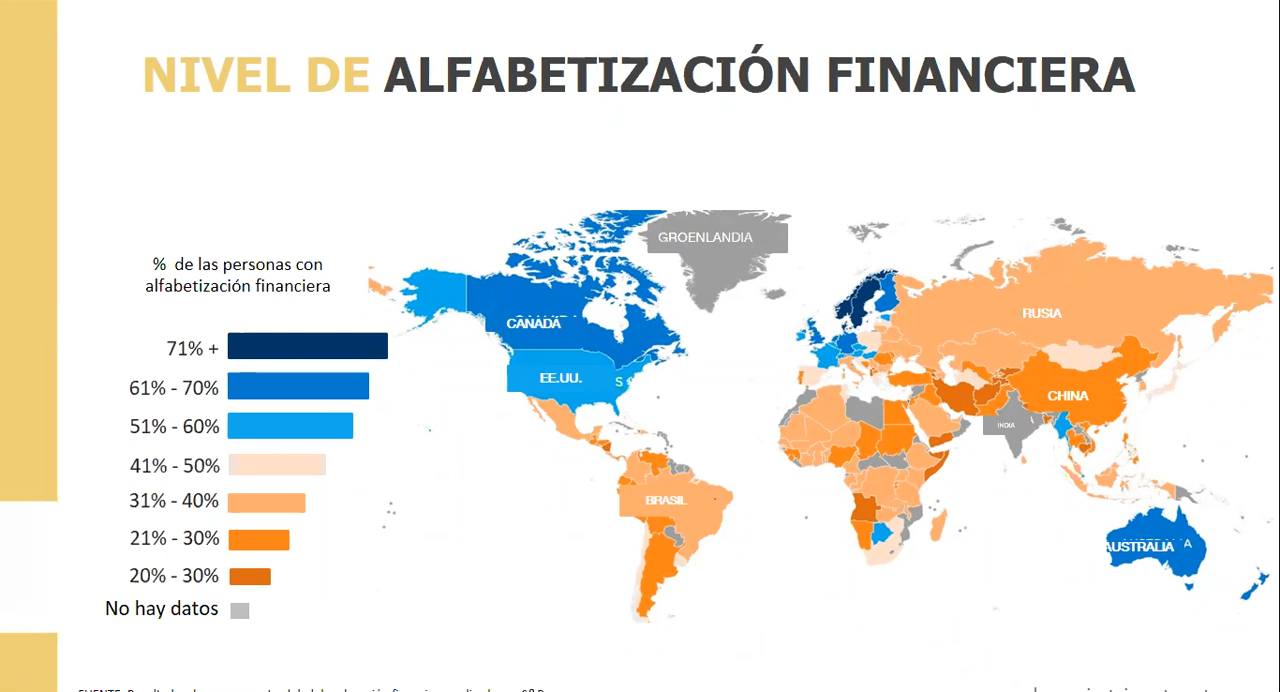 NIVEL DE ALFABETIZACIÓN FINANCIERA
% de las personas con
alfabetización financiera
71% +
61% - 70%
51% - 60%
41% - 50%
31% - 40%
21% - 30%
20% - 30%
No hay datos
GROENLANDIA
CANADÁ
EE.UU.
S
RUSIA
CHINA
INDIA
BRASIL
AUSTRALIA